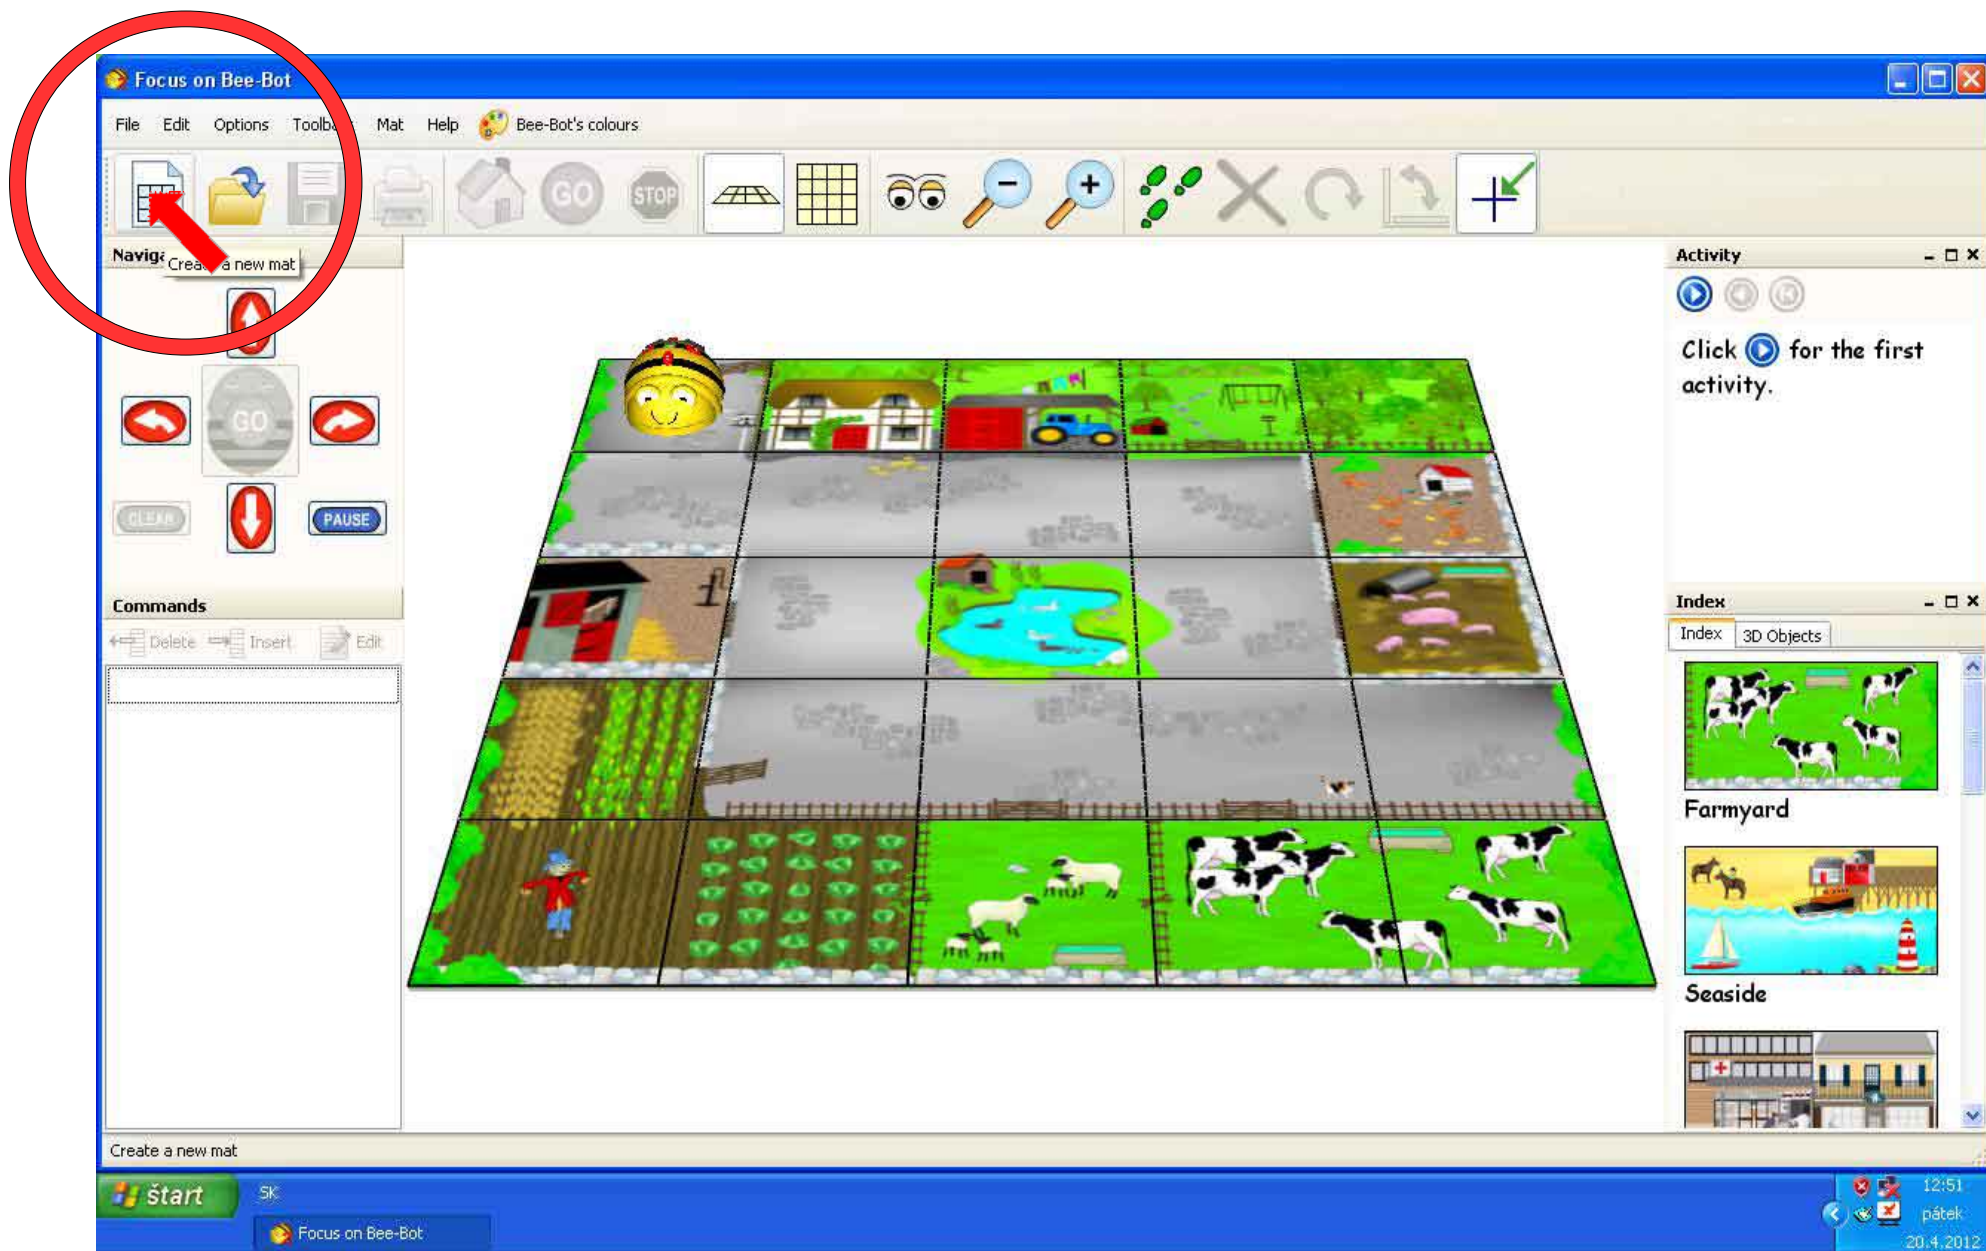 Focus on Bee-Bot
File Edit Options Mat Help Bee-Bot's colours
GO STOP
Create a new mat
GO
CLEAR PAUSE
Commands
Delete Insert Edit
Activity
Click for the first
activity.
Index
Index 3D Objects
Farmyard
Seaside
Create a new mat
štart SK
Focus on Bee-Bot
12:51
pátek
20.4.2012